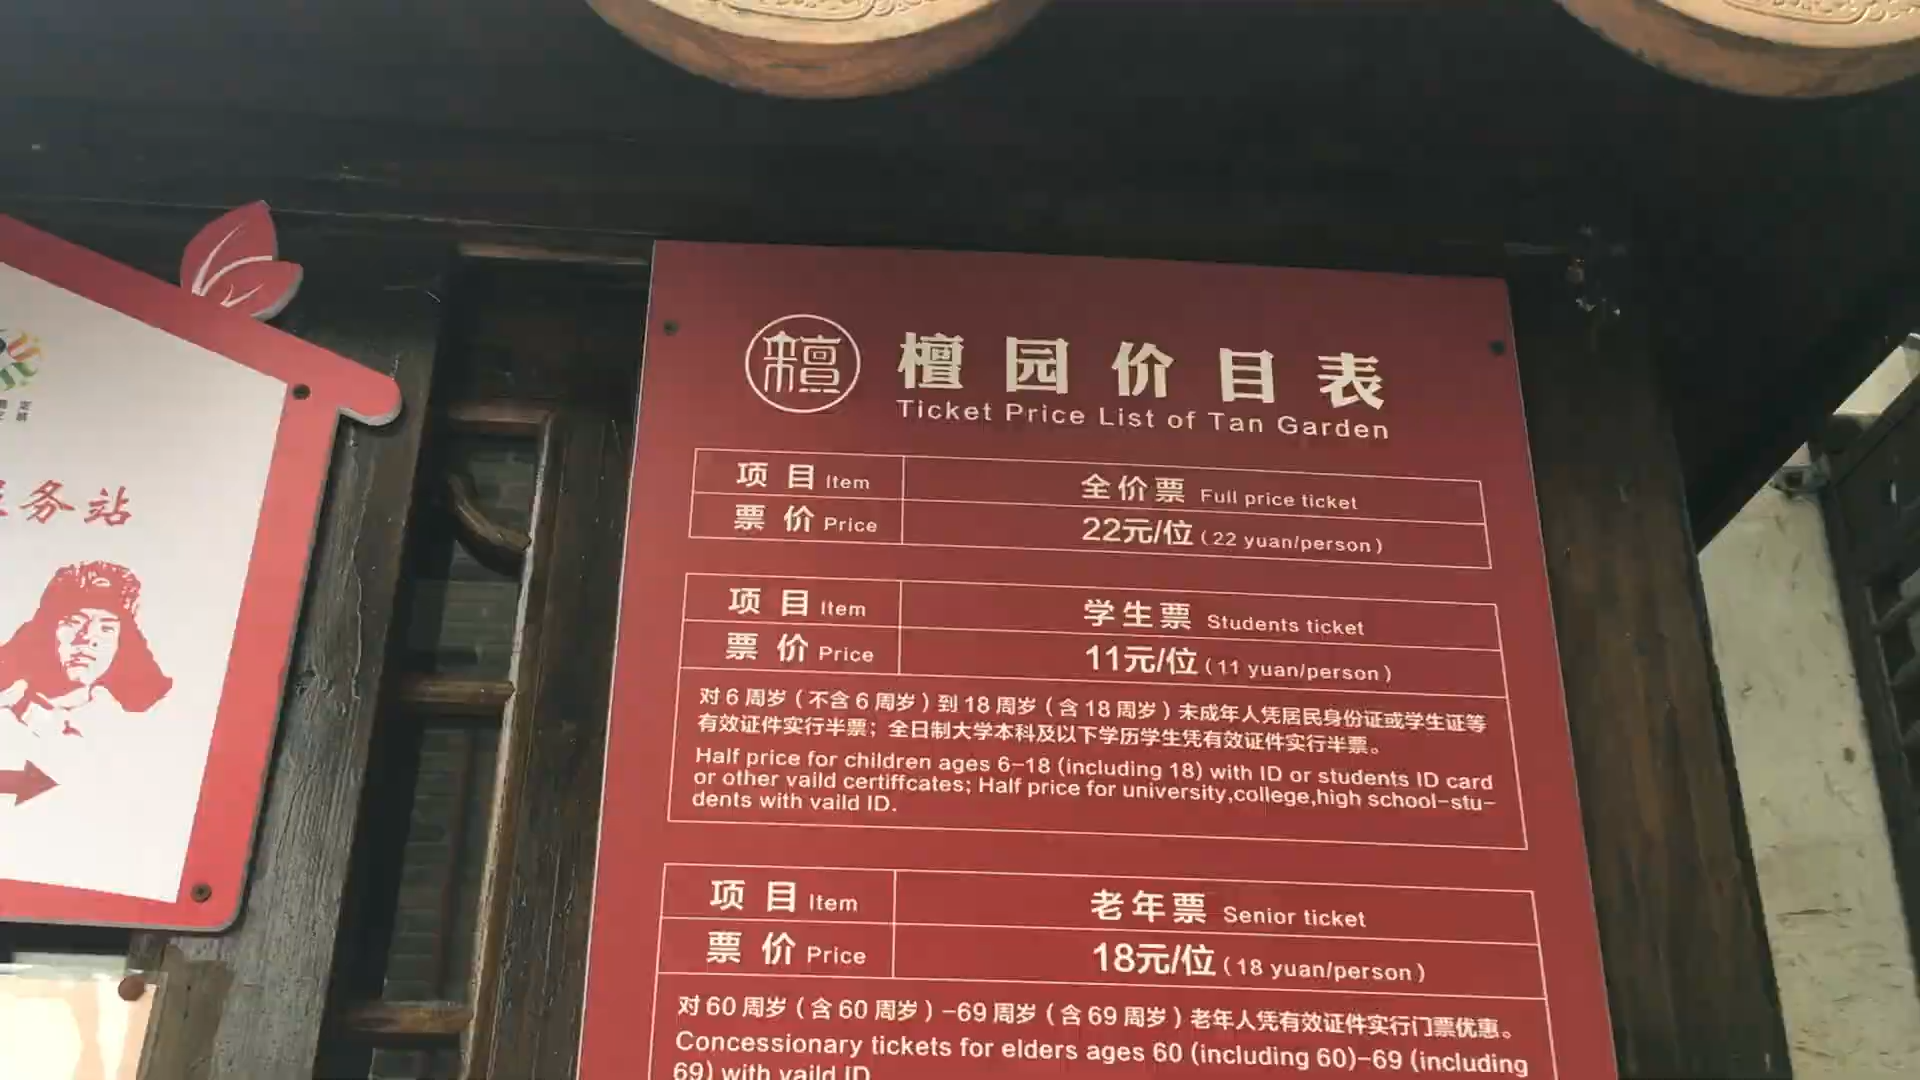 务站
檀
檀园价目表
Ticket Price List of Tan Garden
项目 Item 全价票 Full price ticket
票价 Price 22元/位 (22 yuan/person)
项目 Item 学生票 Students ticket
票价 Price 11元/位 (11 yuan/person)
对6周岁(不含6周岁)到18周岁(含18周岁)未成年人凭居民身份证或学生证等
有效证件实行半票;全日制大学本科及以下学历学生凭有效证件实行半票。
Half price for children ages 6-18 (including 18) with ID or students ID card
or other vaild certiffcates; Half price for university,college,high school-stu-
dents with vaild ID.
项目 Item 老年票 Senior ticket
票价 Price 18元/位 (18 yuan/person)
对60周岁(含60周岁)-69周岁(含69周岁)老年人凭有效证件实行门票优惠。
Concessionary tickets for elders ages 60 (including 60)-69 (including
69) with vaild ID